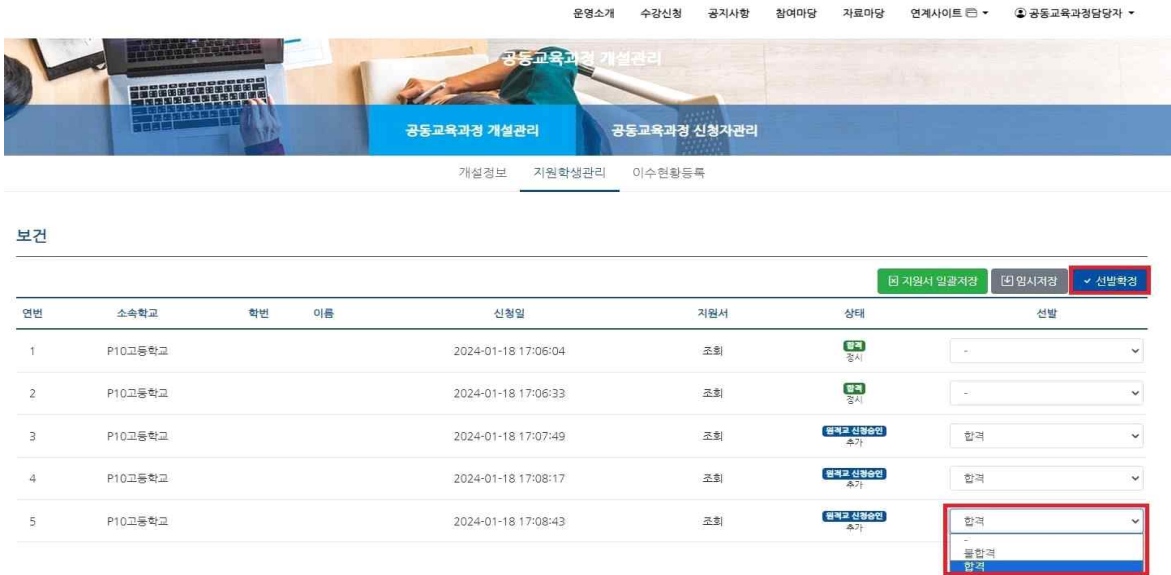 운영소개 수강신청 공지사항 참여마당 자료마당 연계사이트 공동교육과정담당자
공동교육과정 개설관리
공동교육과정 개설관리 공동교육과정 신청자관리
개설정보 지원학생관리 이수현황등록
보건
지원서 일괄저장 임시저장 선발확정
연번 소속학교 학번 이름 신청일 지원서 상태 선발
1 P10고등학교 2024-01-18 17:06:04 조회 합격 -
정시
2 P10고등학교 2024-01-18 17:06:33 조회 합격 -
정시
3 P10고등학교 2024-01-18 17:07:49 조회 원적교 신청승인 합격
추가
4 P10고등학교 2024-01-18 17:08:17 조회 원적교 신청승인 합격
추가
5 P10고등학교 2024-01-18 17:08:43 조회 원적교 신청승인 합격
추가
-
불합격
합격